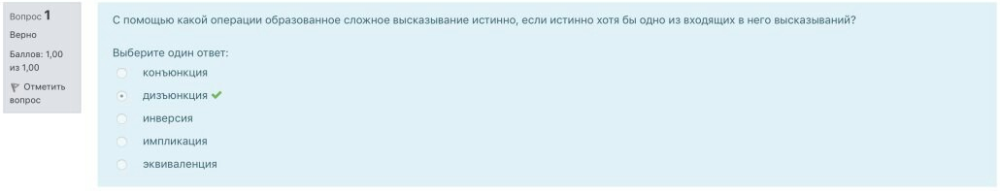 Вопрос 1
Верно
Баллов: 1,00
из 1,00
Отметить
вопрос
С помощью какой операции образованное сложное высказывание истинно, если истинно хотя бы одно из входящих в него высказываний?
Выберите один ответ:
конъюнкция
дизъюнкция
инверсия
импликация
эквиваленция